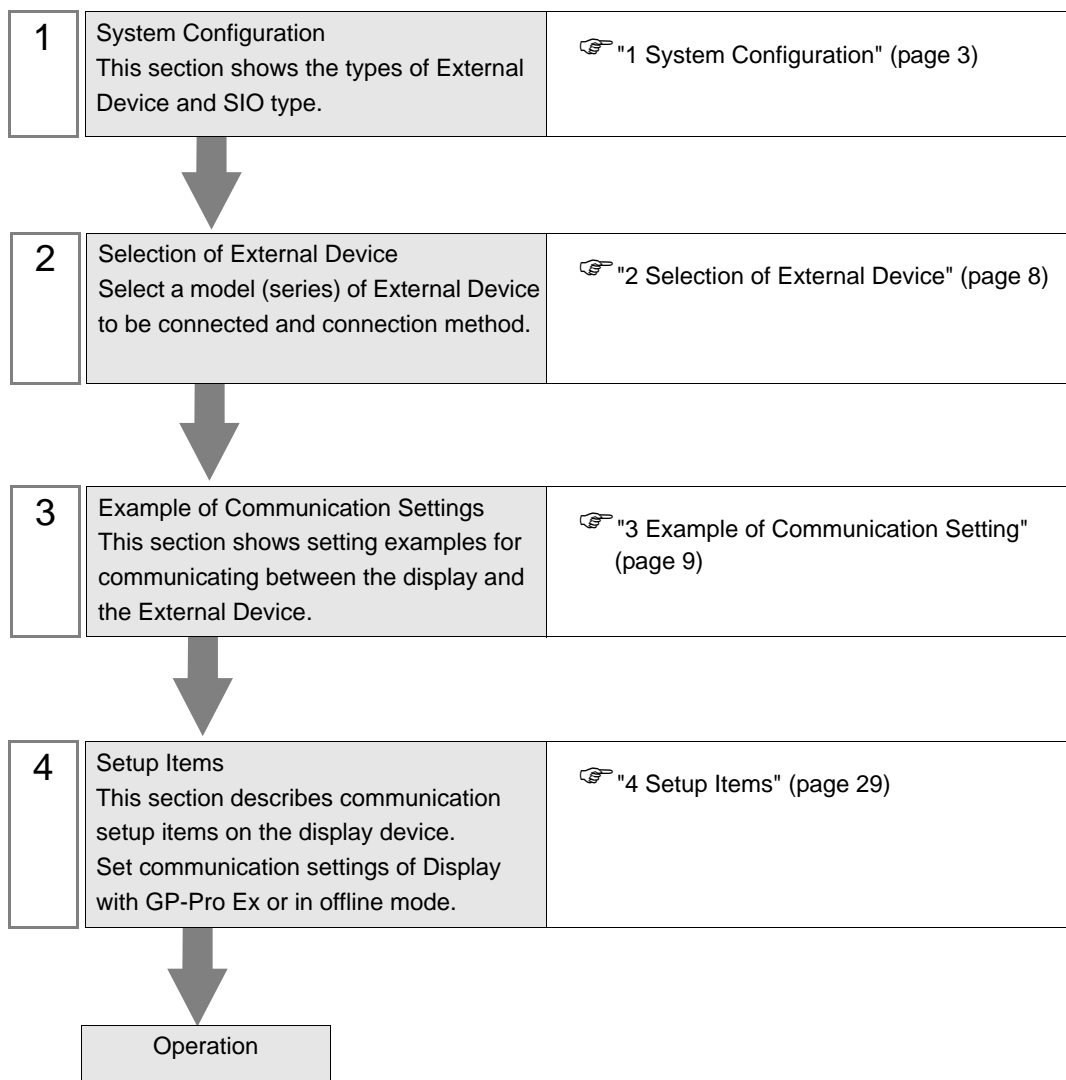 1
System Configuration
This section shows the types of External
Device and SIO type.
"1 System Configuration" (page 3)
2
Selection of External Device
Select a model (series) of External Device
to be connected and connection method.
"2 Selection of External Device" (page 8)
3
Example of Communication Settings
This section shows setting examples for
communicating between the display and
the External Device.
"3 Example of Communication Setting"
(page 9)
4
Setup Items
This section describes communication
setup items on the display device.
Set communication settings of Display
with GP-Pro Ex or in offline mode.
"4 Setup Items" (page 29)
Operation